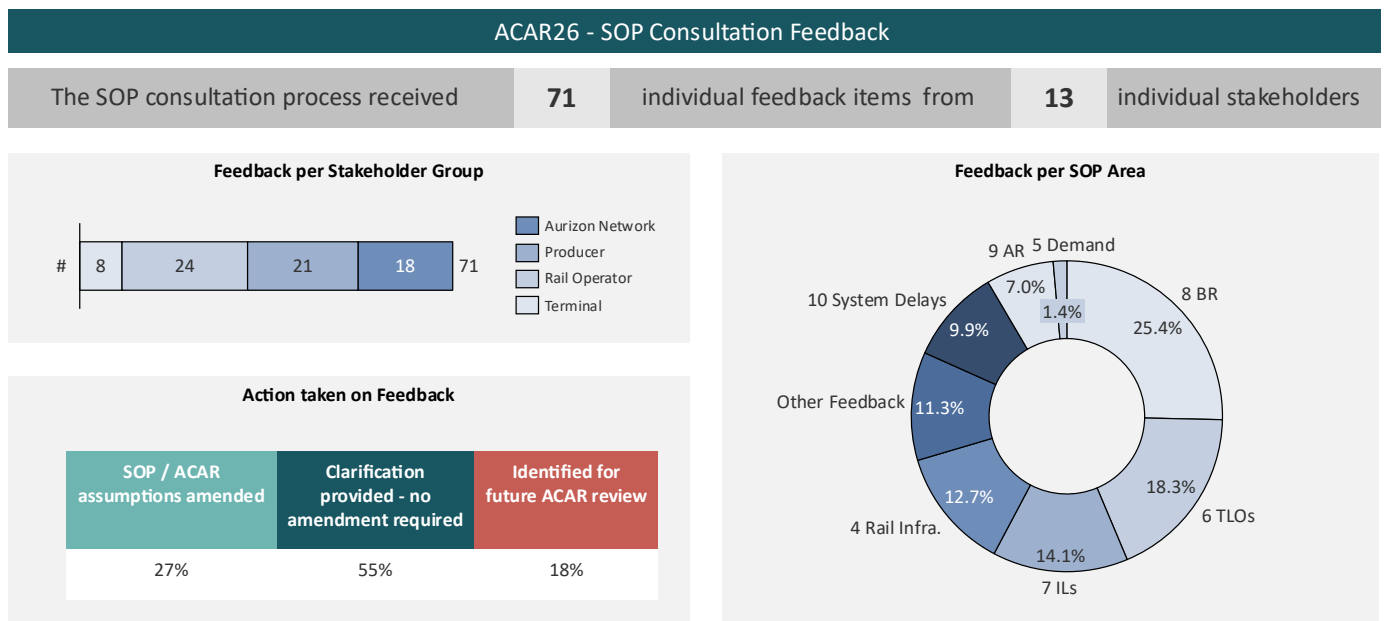 ACAR26 - SOP Consultation Feedback
The SOP consultation process received 71 individual feedback items from 13 individual stakeholders
Feedback per Stakeholder Group
# 8 24 21 18 71
Aurizon Network
Producer
Rail Operator
Terminal
Action taken on Feedback
SOP / ACAR
assumptions amended
Clarification
provided - no
amendment required
Identified for
future ACAR review
27% 55% 18%
Feedback per SOP Area
9 AR
5 Demand
8 BR
10 System Delays
7.0%
1.4%
25.4%
9.9%
Other Feedback
11.3%
12.7%
18.3%
6 TLOs
4 Rail Infra.
14.1%
7 ILs